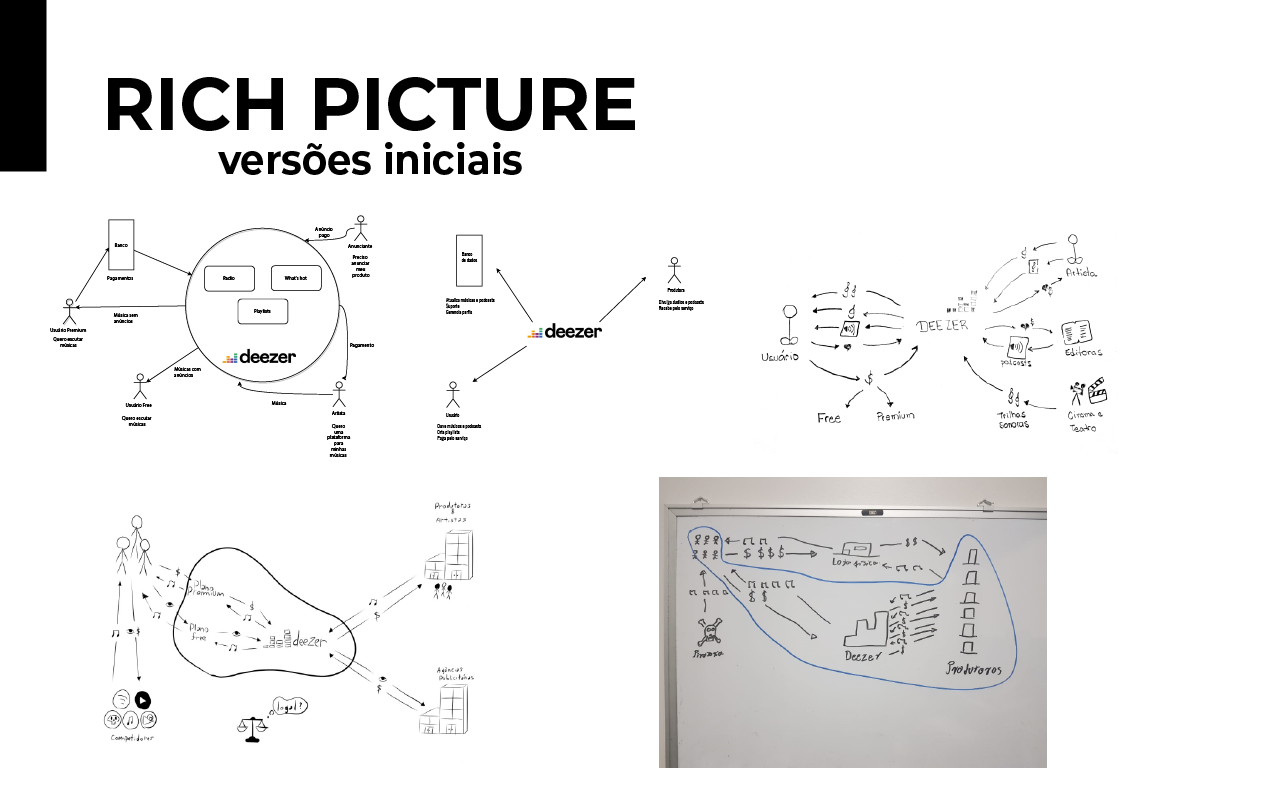 RICH PICTURE
versões iniciais
Banco
Pagamentos
Usuário Premium
Quero escutar
músicas
Música sem
anúncios
Radio
What's hot
Playlists
deezer
Anúncio
pago
Anunciante
Preciso
anunciar
meu
produto
Pagamento
Músicas com
anúncios
Usuário Free
Quero escutar
músicas
Música
Artista
Quero
uma
plataforma
para
minhas
músicas
Banco
de dados
Atualiza músicas e podcasts
Suporte
Gerencia perfis
deezer
Produtora
Divulga dados e podcasts
Recebe pelo serviço
Usuário
Ouve músicas e podcasts
Cria playlists
Paga pelo serviço
Usuário
DEEZER
$
Free
Premium
Artista
$
Podcasts
Editoras
Trilhas
Sonoras
Cinema e
Teatro
Produtoras
&
Artistas
$
Plano
Premium
$
Plano
free
deezer
$
$
$
Agências
Publicitárias
legal?
Competidores
$ $ $ $
$$
Loja física
$ $
Pirataria
Deezer
Produtoras